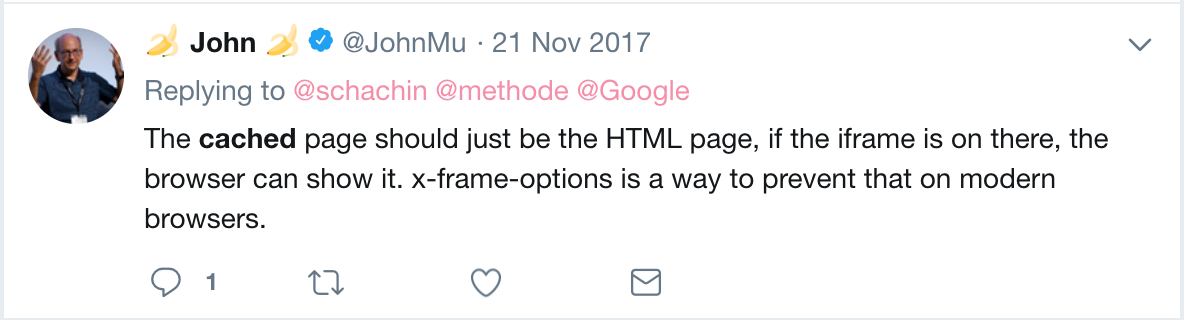 🍌 John 🍌 @JohnMu · 21 Nov 2017
Replying to @schachin @methode @Google
The cached page should just be the HTML page, if the iframe is on there, the
browser can show it. x-frame-options is a way to prevent that on modern
browsers.
1